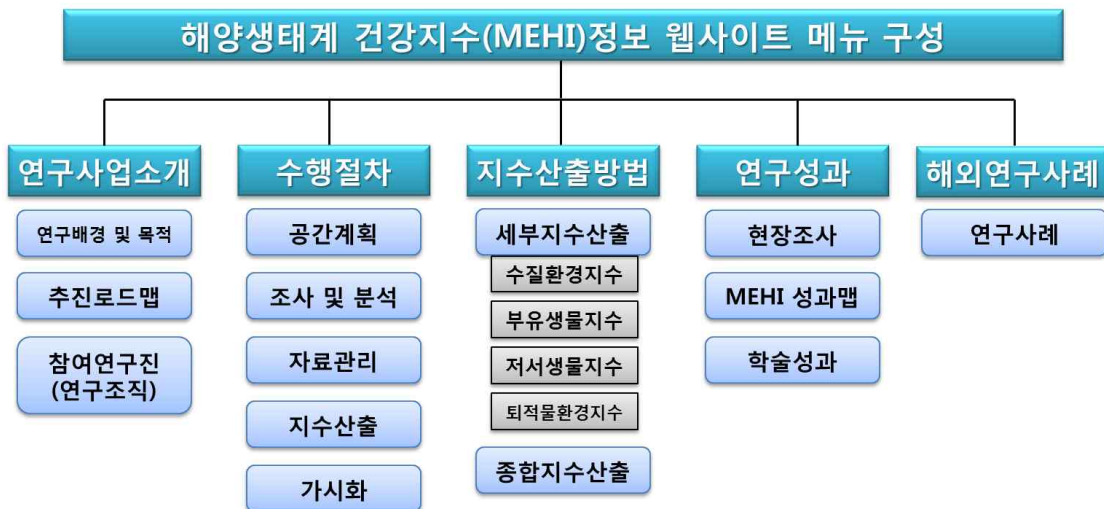 해양생태계 건강지수(MEHI)정보 웹사이트 메뉴 구성
연구사업소개
연구배경 및 목적
추진로드맵
참여연구진
(연구조직)
수행절차
공간계획
조사 및 분석
자료관리
지수산출
가시화
지수산출방법
세부지수산출
수질환경지수
부유생물지수
저서생물지수
퇴적물환경지수
종합지수산출
연구성과
현장조사
MEHI 성과맵
학술성과
해외연구사례
연구사례